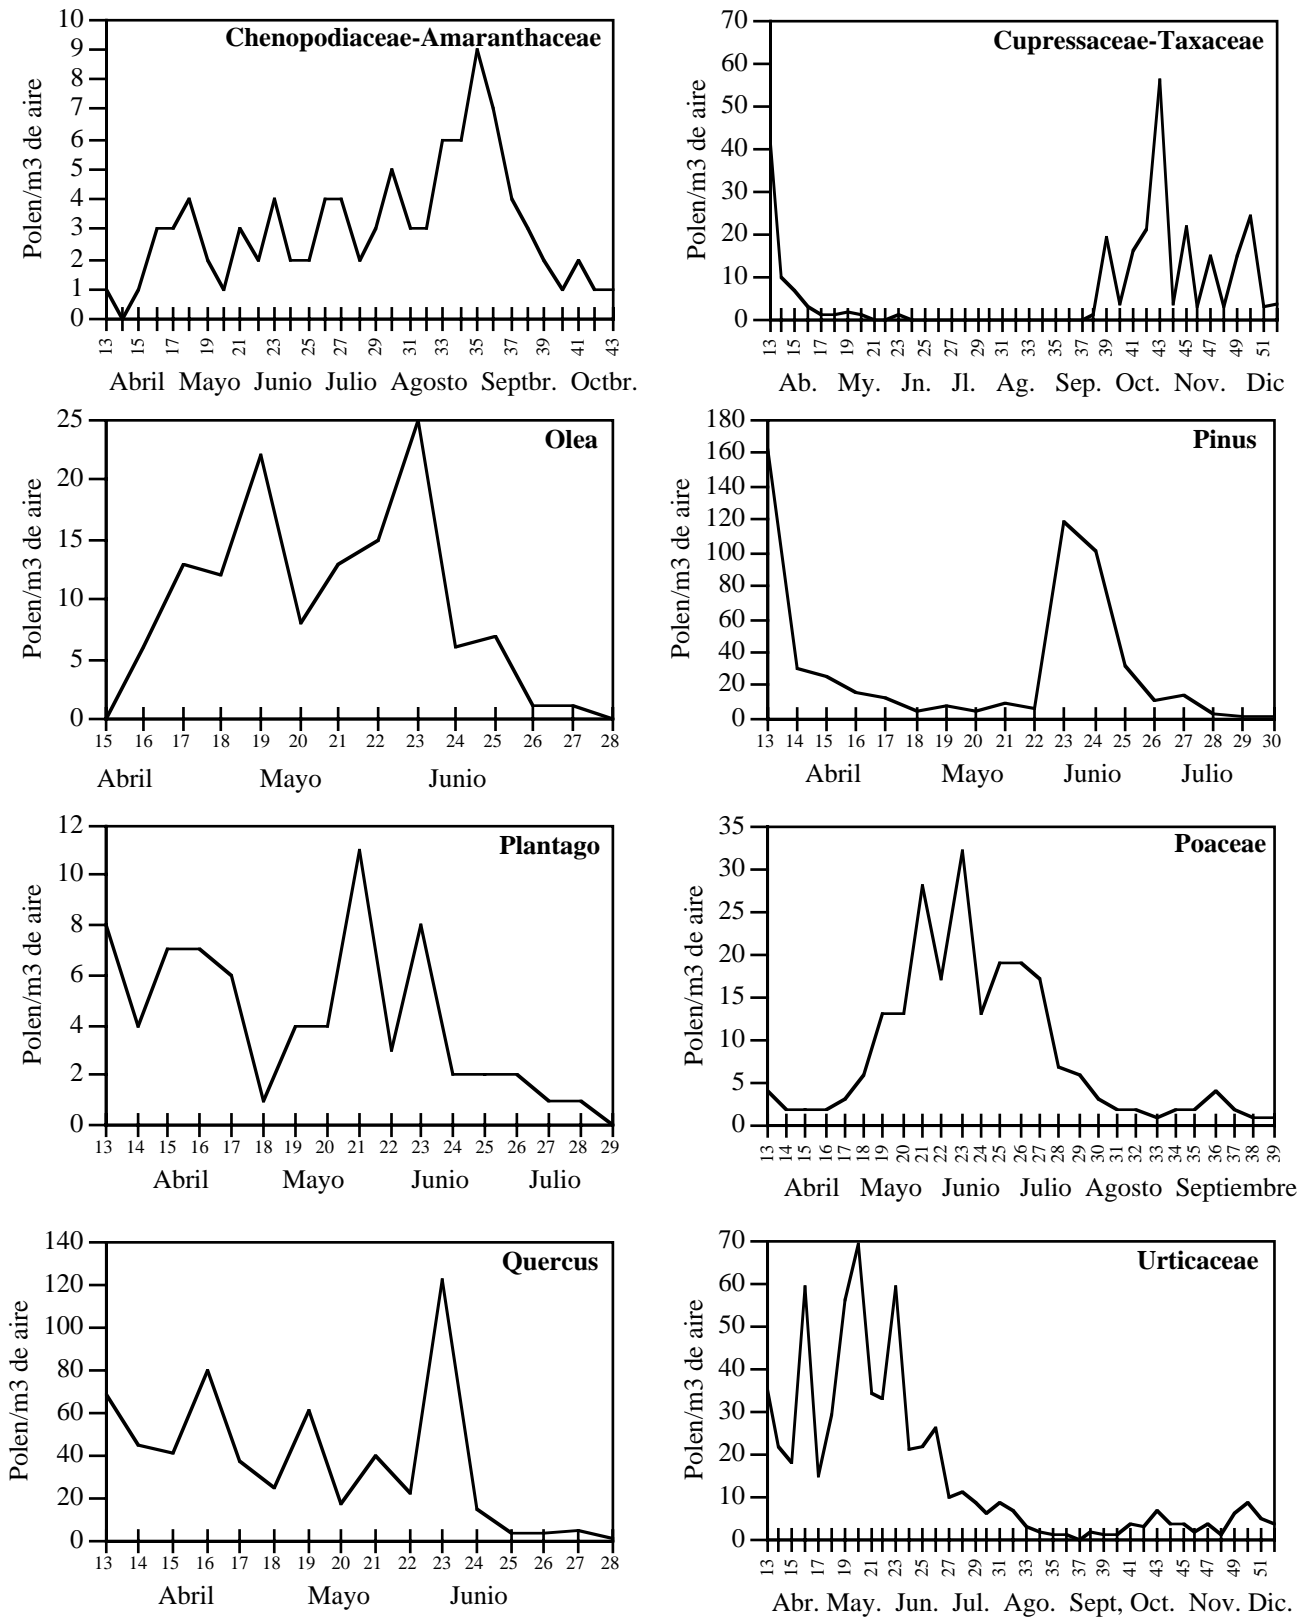 Chenopodiaceae-Amaranthaceae
Polen/m3 de aire
10
9
8
7
6
5
4
3
2
1
0
13 15 17 19 21 23 25 27 29 31 33 35 37 39 41 43
Abril Mayo Junio Julio Agosto Septbr. Octbr.
Cupressaceae-Taxaceae
Polen/m3 de aire
70
60
50
40
30
20
10
0
13 15 17 19 21 23 25 27 29 31 33 35 37 39 41 43 45 47 49 51
Ab. My. Jn. Jl. Ag. Sep. Oct. Nov. Dic
Olea
Polen/m3 de aire
25
20
15
10
5
0
15 16 17 18 19 20 21 22 23 24 25 26 27 28
Abril Mayo Junio
Pinus
Polen/m3 de aire
180
160
140
120
100
80
60
40
20
0
13 14 15 16 17 18 19 20 21 22 23 24 25 26 27 28 29 30
Abril Mayo Junio Julio
Plantago
Polen/m3 de aire
12
10
8
6
4
2
0
13 14 15 16 17 18 19 20 21 22 23 24 25 26 27 28 29
Abril Mayo Junio Julio
Poaceae
Polen/m3 de aire
35
30
25
20
15
10
5
0
13 14 15 16 17 18 19 20 21 22 23 24 25 26 27 28 29 30 31 32 33 34 35 36 37 38 39
Abril Mayo Junio Julio Agosto Septiembre
Quercus
Polen/m3 de aire
140
120
100
80
60
40
20
0
13 14 15 16 17 18 19 20 21 22 23 24 25 26 27 28
Abril Mayo Junio
Urticaceae
Polen/m3 de aire
70
60
50
40
30
20
10
0
13 15 17 19 21 23 25 27 29 31 33 35 37 39 41 43 45 47 49 51
Abr. May. Jun. Jul. Ago. Sept, Oct. Nov. Dic.